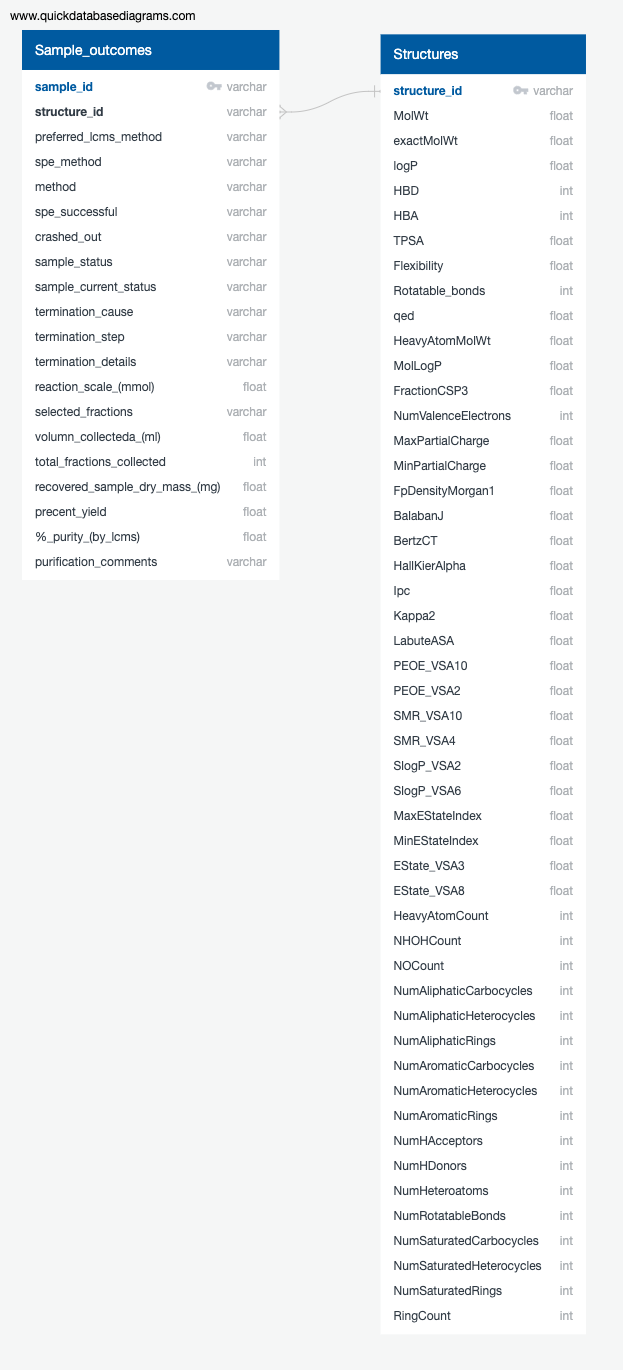 www.quickdatabasediagrams.com
Sample_outcomes
sample_id varchar
structure_id varchar
preferred_lcms_method varchar
spe_method varchar
method varchar
spe_successful varchar
crashed_out varchar
sample_status varchar
sample_current_status varchar
termination_cause varchar
termination_step varchar
termination_details varchar
reaction_scale_(mmol) float
selected_fractions varchar
volumn_collecteda_(ml) float
total_fractions_collected int
recovered_sample_dry_mass_(mg) float
precent_yield float
%_purity_(by_lcms) float
purification_comments varchar
Structures
structure_id varchar
MolWt float
exactMolWt float
logP float
HBD int
HBA int
TPSA float
Flexibility float
Rotatable_bonds int
qed float
HeavyAtomMolWt float
MolLogP float
FractionCSP3 float
NumValenceElectrons int
MaxPartialCharge float
MinPartialCharge float
FpDensityMorgan1 float
BalabanJ float
BertzCT float
HallKierAlpha float
Ipc float
Kappa2 float
LabuteASA float
PEOE_VSA10 float
PEOE_VSA2 float
SMR_VSA10 float
SMR_VSA4 float
SlogP_VSA2 float
SlogP_VSA6 float
MaxEStateIndex float
MinEStateIndex float
EState_VSA3 float
EState_VSA8 float
HeavyAtomCount int
NHOHCount int
NOCount int
NumAliphaticCarbocycles int
NumAliphaticHeterocycles int
NumAliphaticRings int
NumAromaticCarbocycles int
NumAromaticHeterocycles int
NumAromaticRings int
NumHAcceptors int
NumHDonors int
NumHeteroatoms int
NumRotatableBonds int
NumSaturatedCarbocycles int
NumSaturatedHeterocycles int
NumSaturatedRings int
RingCount int